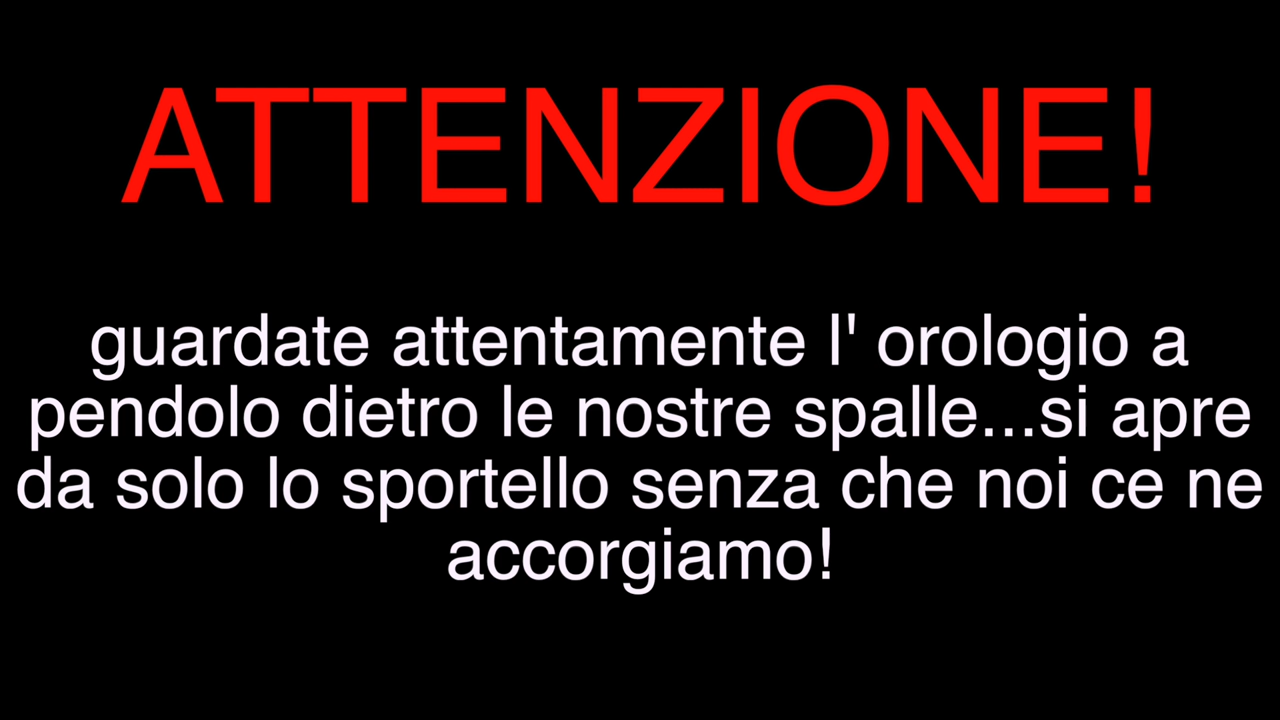 ATTENZIONE!
guardate attentamente l' orologio a
pendolo dietro le nostre spalle...si apre
da solo lo sportello senza che noi ce ne
accorgiamo!